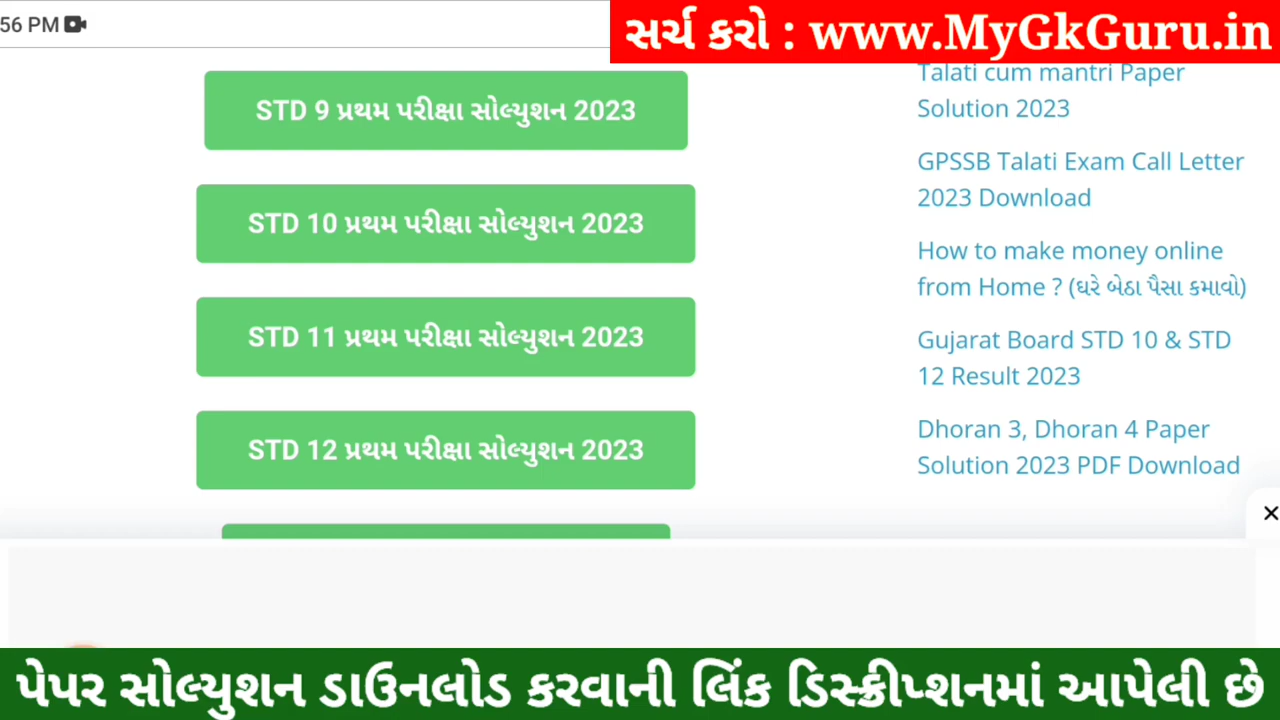 56 PM
સર્ચ કરો : www.MyGkGuru.in
STD 9 પ્રથમ પરીક્ષા સોલ્યુશન 2023
STD 10 પ્રથમ પરીક્ષા સોલ્યુશન 2023
STD 11 પ્રથમ પરીક્ષા સોલ્યુશન 2023
STD 12 પ્રથમ પરીક્ષા સોલ્યુશન 2023
Talati cum mantri Paper
Solution 2023
GPSSB Talati Exam Call Letter
2023 Download
How to make money online
from Home ? (ઘરે બેઠા પૈસા કમાવો)
Gujarat Board STD 10 & STD
12 Result 2023
Dhoran 3, Dhoran 4 Paper
Solution 2023 PDF Download
પેપર સોલ્યુશન ડાઉનલોડ કરવાની લિંક ડિસ્ક્રીપ્શનમાં આપેલી છે